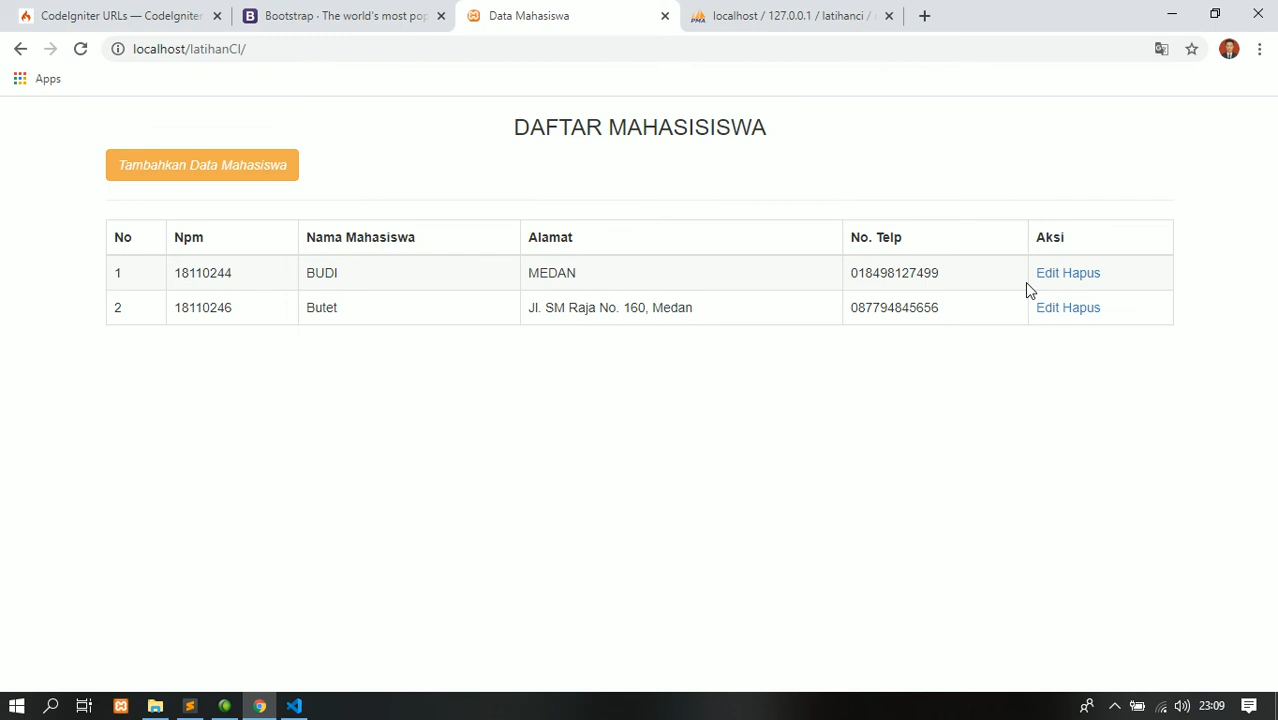 CodeIgniter URLs — CodeIgniter
Bootstrap · The world's most pop
Data Mahasiswa
localhost / 127.0.0.1 / latihanci /
localhost/latihanCI/
Apps
DAFTAR MAHASISISWA
Tambahkan Data Mahasiswa
No Npm Nama Mahasiswa Alamat No. Telp Aksi
1 18110244 BUDI MEDAN 018498127499 Edit Hapus
2 18110246 Butet Jl. SM Raja No. 160, Medan 087794845656 Edit Hapus
23:09